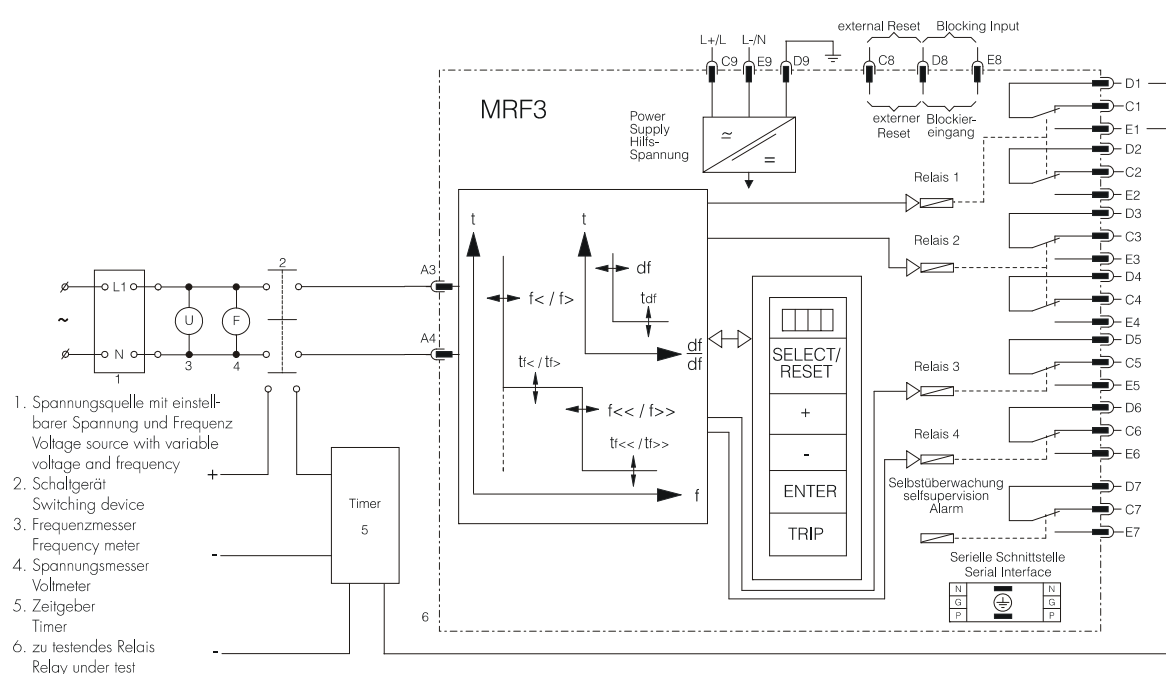 external Reset Blocking Input
L+/L L-/N
C9 E9 D9 C8 D8 E8
externer Reset
Blockier-
eingang
MRF3
Power
Supply
Hilfs-
Spannung
≃
=
D1
C1
E1
D2
C2
E2
D3
C3
E3
D4
C4
E4
D5
C5
E5
D6
C6
E6
D7
C7
E7
Relais 1
Relais 2
Relais 3
Relais 4
Selbstüberwachung
selfsupervision
Alarm
Serielle Schnittstelle
Serial Interface
N N
G G
P P
t
t
df
tdf
f< / f>
df
df
tf< / tf>
f<< / f>>
tf<< / tf>>
f
SELECT/
RESET
+
-
ENTER
TRIP
A3
A4
2
L1
U
F
~
N
1
3
4
1. Spannungsquelle mit einstell-
barer Spannung und Frequenz
Voltage source with variable
voltage and frequency
2. Schaltgerät
Switching device
3. Frequenzmesser
Frequency meter
4. Spannungsmesser
Voltmeter
5. Zeitgeber
Timer
6. zu testendes Relais
Relay under test
+
-
-
Timer
5
6